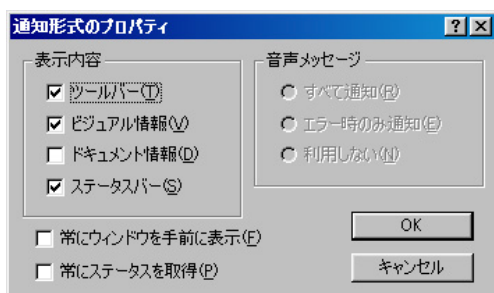 通知形式のプロパティ
表示内容
ツールバー(T)
ビジュアル情報(V)
ドキュメント情報(D)
ステータスバー(S)
音声メッセージ
すべて通知(R)
エラー時のみ通知(E)
利用しない(N)
常にウィンドウを手前に表示(F)
常にステータスを取得(P)
OK
キャンセル